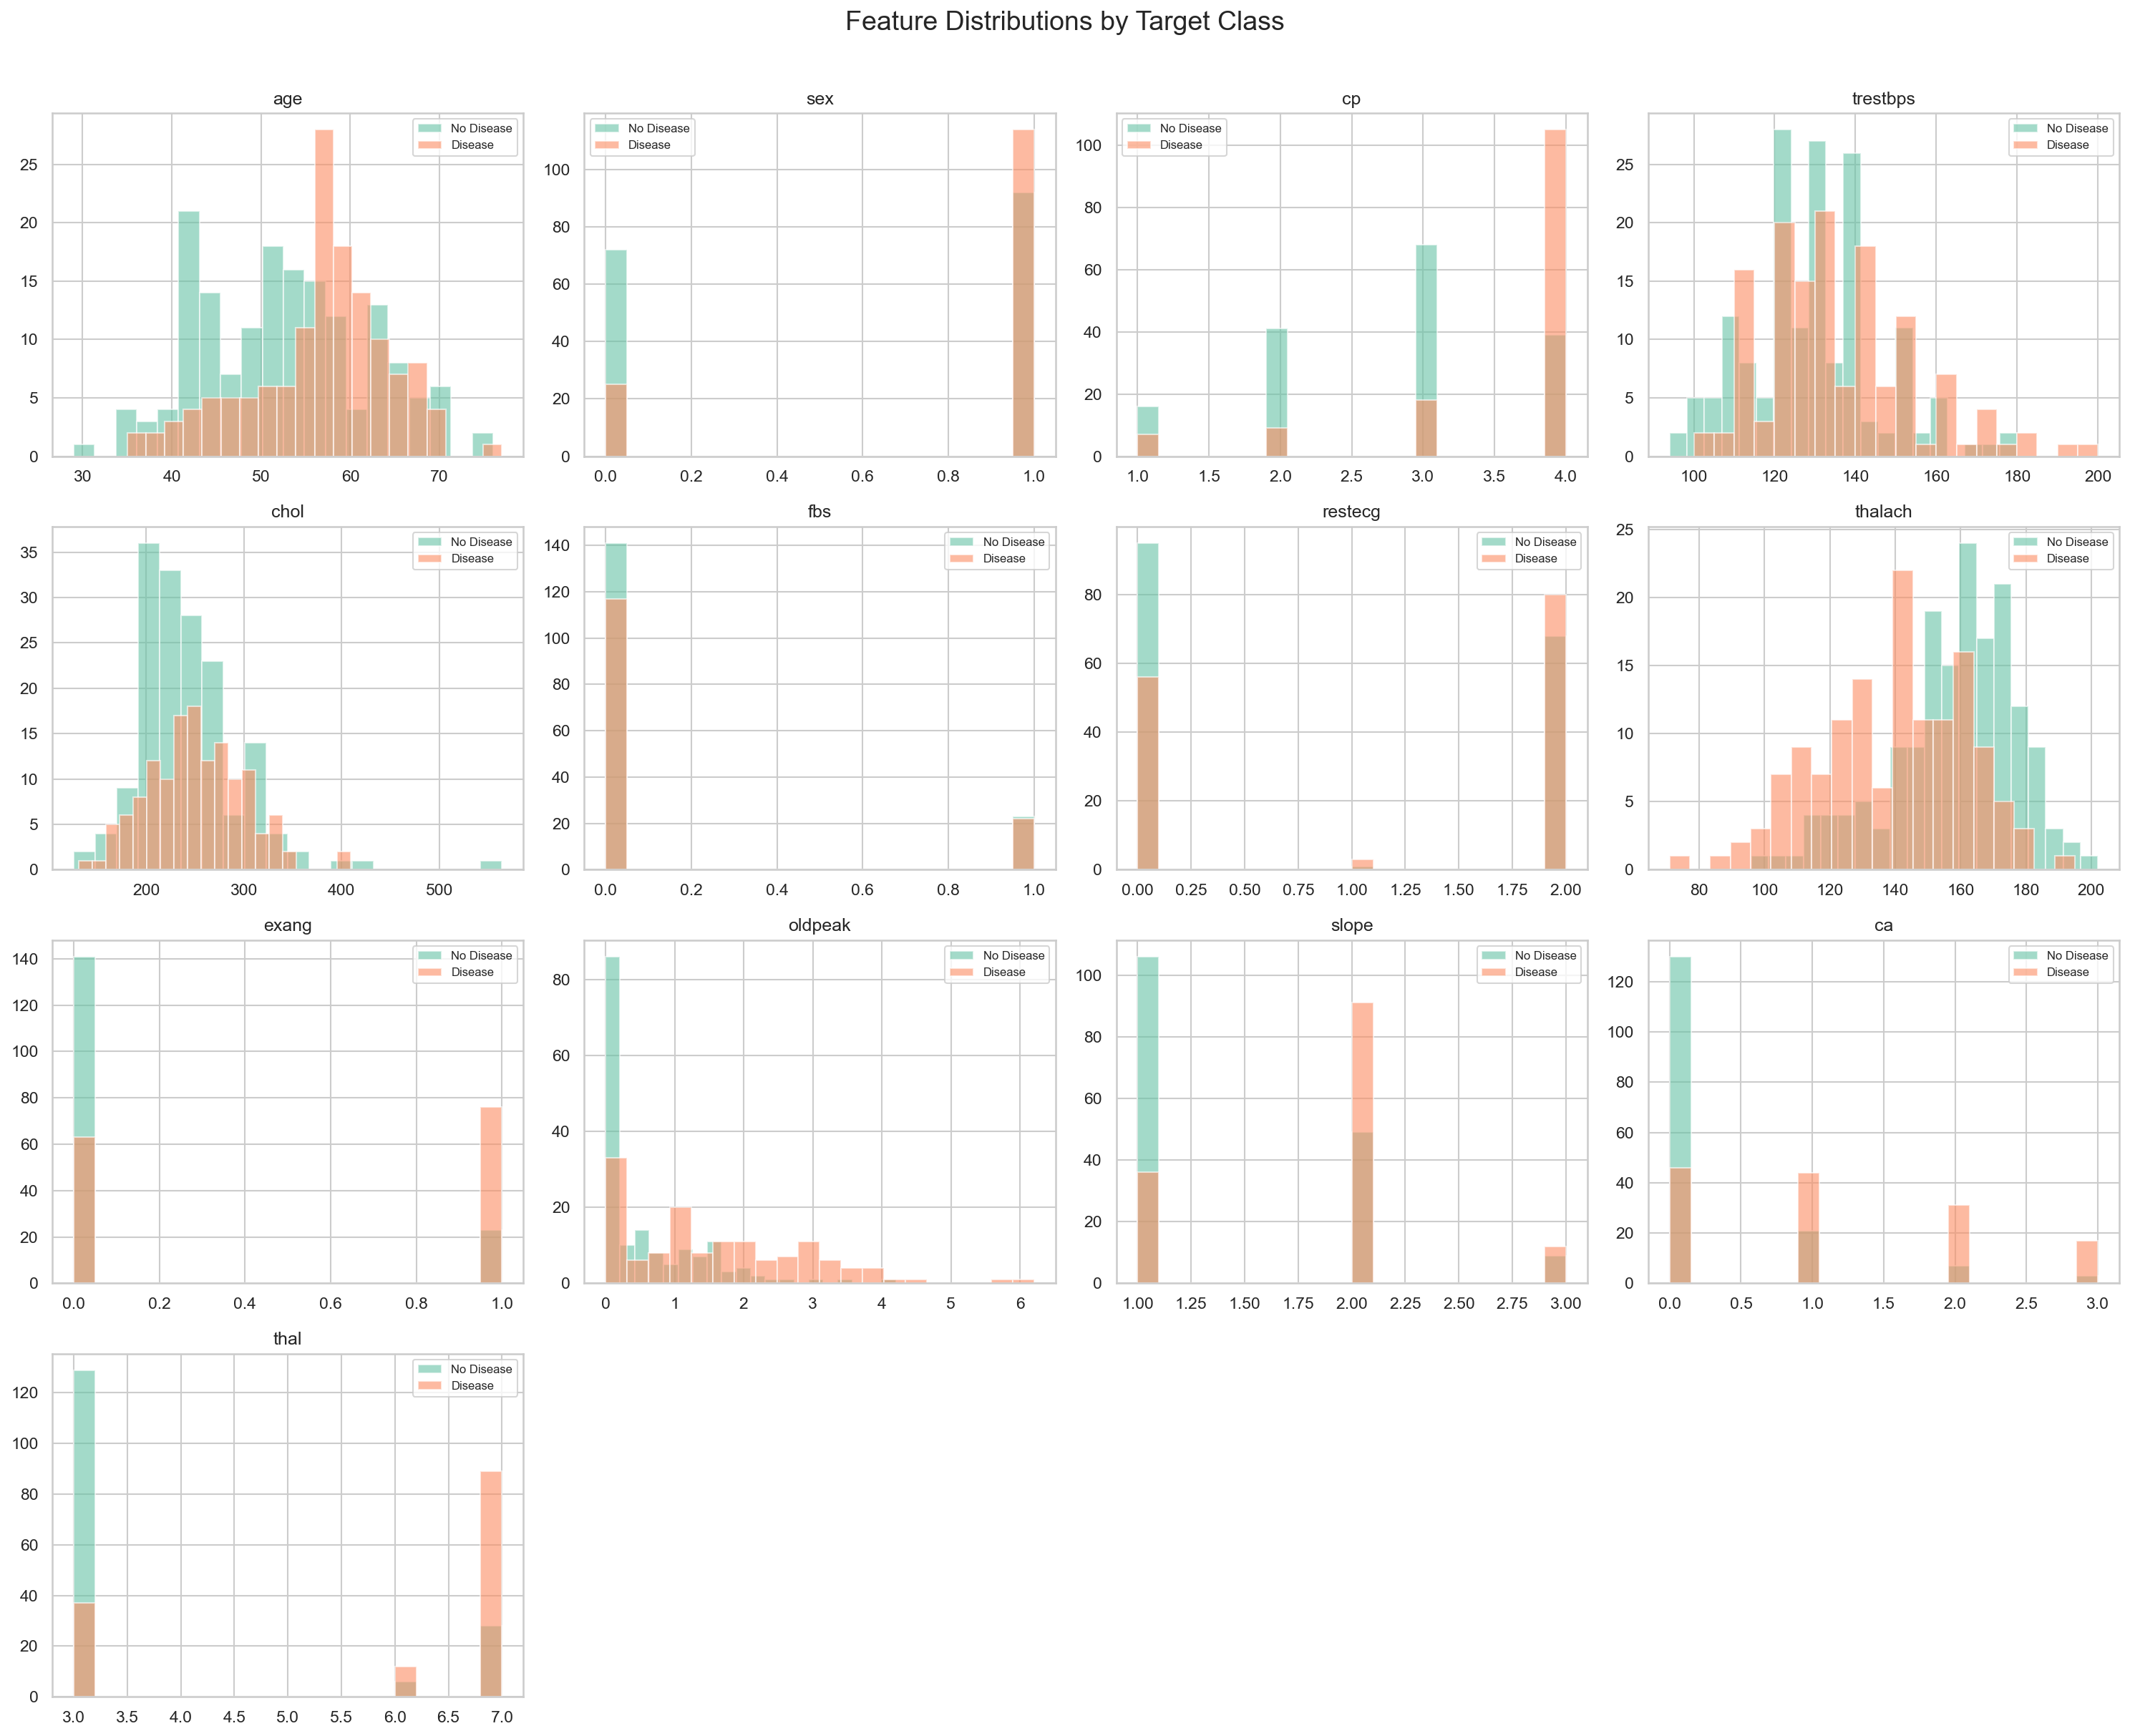 Feature Distributions by Target Class
age
No Disease
Disease
25
20
15
10
5
0
30 40 50 60 70
sex
No Disease
Disease
100
80
60
40
20
0
0.0 0.2 0.4 0.6 0.8 1.0
cp
No Disease
Disease
100
80
60
40
20
0
1.0 1.5 2.0 2.5 3.0 3.5 4.0
trestbps
No Disease
Disease
25
20
15
10
5
0
100 120 140 160 180 200
chol
No Disease
Disease
35
30
25
20
15
10
5
0
200 300 400 500
fbs
No Disease
Disease
140
120
100
80
60
40
20
0
0.0 0.2 0.4 0.6 0.8 1.0
restecg
No Disease
Disease
80
60
40
20
0
0.00 0.25 0.50 0.75 1.00 1.25 1.50 1.75 2.00
thalach
No Disease
Disease
25
20
15
10
5
0
80 100 120 140 160 180 200
exang
No Disease
Disease
140
120
100
80
60
40
20
0
0.0 0.2 0.4 0.6 0.8 1.0
oldpeak
No Disease
Disease
80
60
40
20
0
0 1 2 3 4 5 6
slope
No Disease
Disease
100
80
60
40
20
0
1.00 1.25 1.50 1.75 2.00 2.25 2.50 2.75 3.00
ca
No Disease
Disease
120
100
80
60
40
20
0
0.0 0.5 1.0 1.5 2.0 2.5 3.0
thal
No Disease
Disease
120
100
80
60
40
20
0
3.0 3.5 4.0 4.5 5.0 5.5 6.0 6.5 7.0